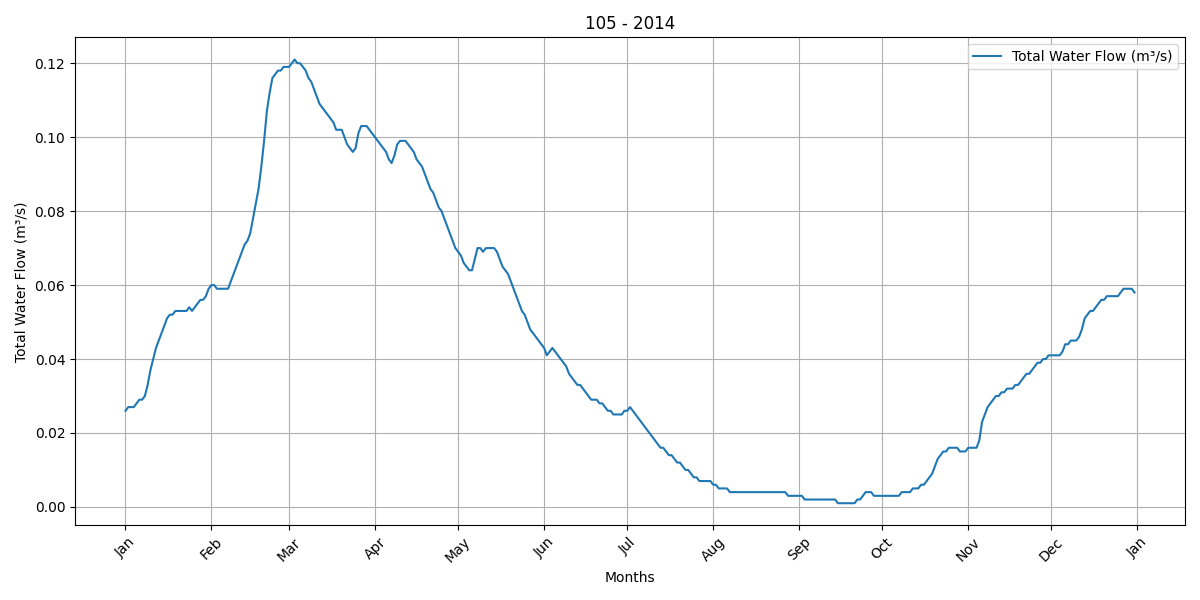 105 - 2014
Total Water Flow (m³/s)
Total Water Flow (m³/s)
0.12
0.10
0.08
0.06
0.04
0.02
0.00
Jan
Feb
Mar
Apr
May
Jun
Jul
Aug
Sep
Oct
Nov
Dec
Jan
Months